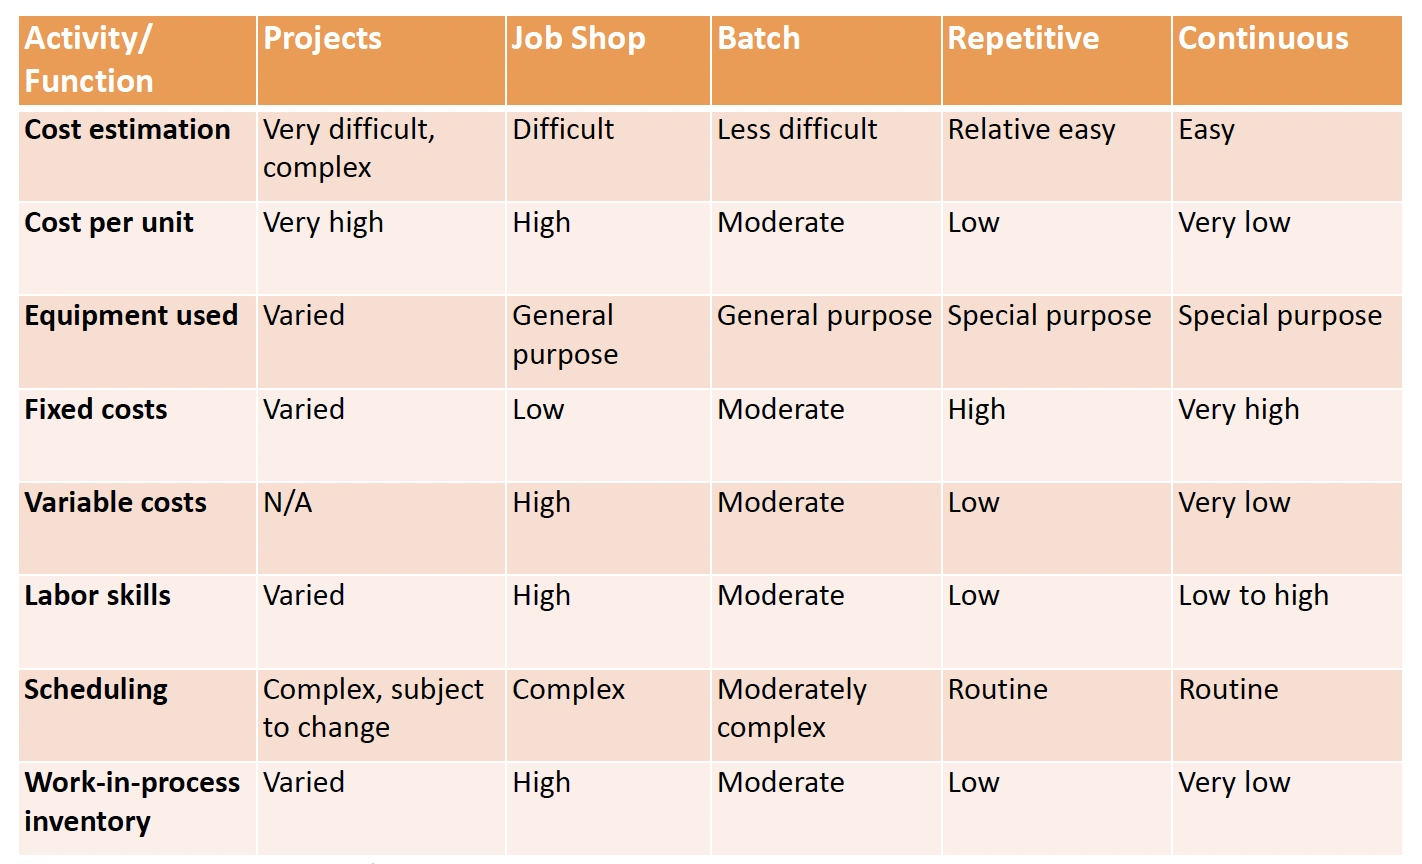 Activity/ Projects Job Shop Batch Repetitive Continuous
Function
Cost estimation Very difficult, Difficult Less difficult Relative easy Easy
complex
Cost per unit Very high High Moderate Low Very low
Equipment used Varied General General purpose Special purpose Special purpose
purpose
Fixed costs Varied Low Moderate High Very high
Variable costs N/A High Moderate Low Very low
Labor skills Varied High Moderate Low Low to high
Scheduling Complex, subject Complex Moderately Routine Routine
to change complex
Work-in-process Varied High Moderate Low Very low
inventory